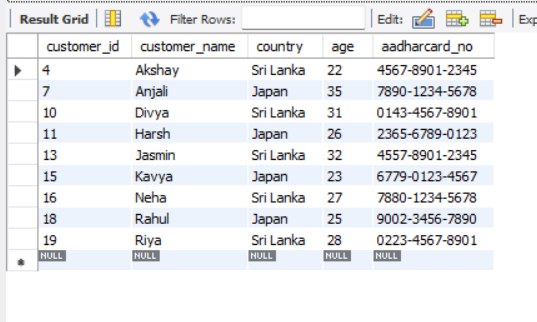 Result Grid Filter Rows: Edit: Exp
customer_id customer_name country age aadharcard_no
4 Akshay Sri Lanka 22 4567-8901-2345
7 Anjali Japan 35 7890-1234-5678
10 Divya Sri Lanka 31 0143-4567-8901
11 Harsh Japan 26 2365-6789-0123
13 Jasmin Sri Lanka 32 4557-8901-2345
15 Kavya Japan 23 6779-0123-4567
16 Neha Sri Lanka 27 7880-1234-5678
18 Rahul Japan 25 9002-3456-7890
19 Riya Sri Lanka 28 0223-4567-8901
NULL NULL NULL NULL NULL